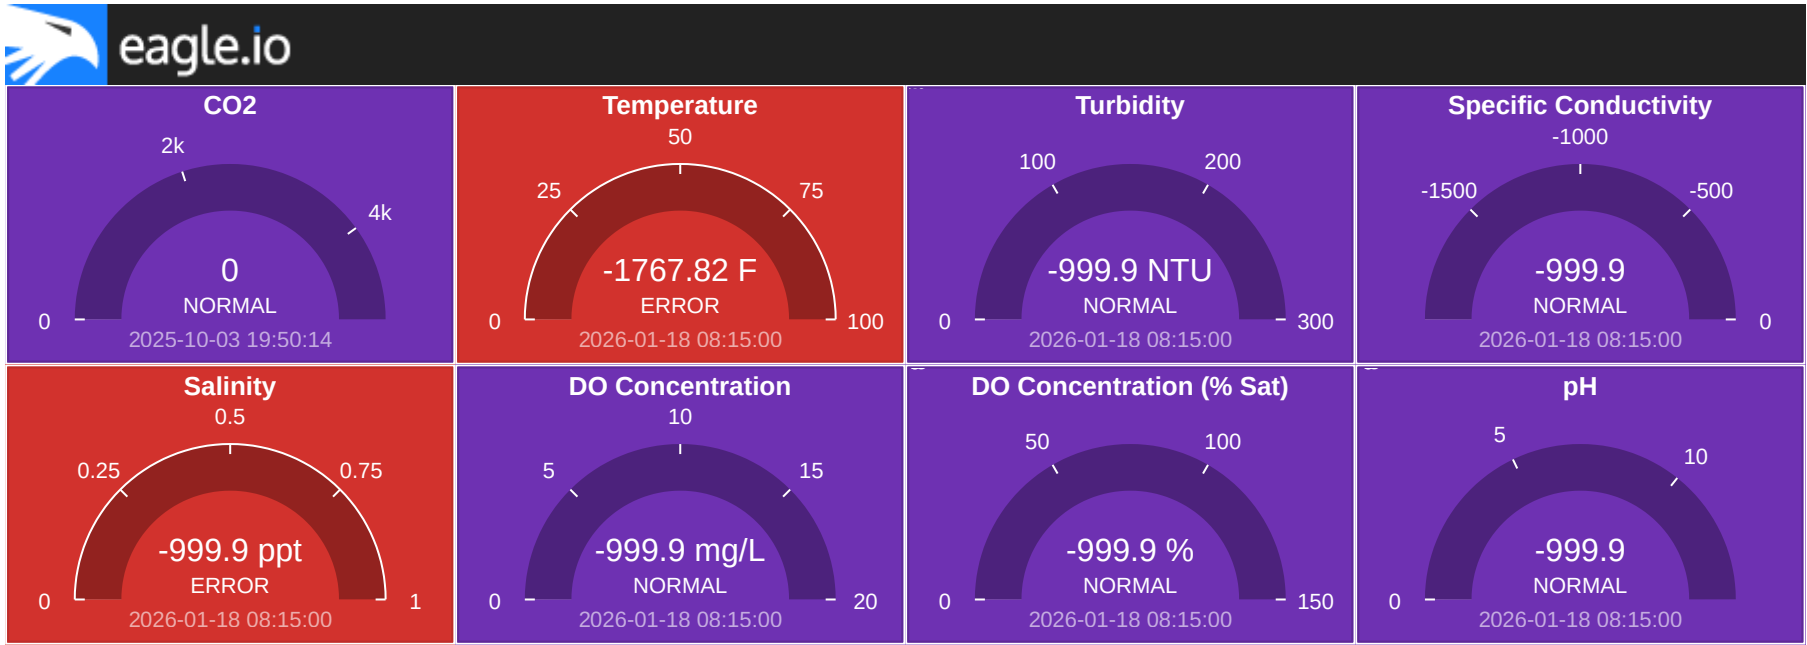 eagle.io
CO2
2k
4k
0
NORMAL
0
2025-10-03 19:50:14
Temperature
50
25
75
-1767.82 F
ERROR
0
100
2026-01-18 08:15:00
Turbidity
100
200
-999.9 NTU
NORMAL
0
300
2026-01-18 08:15:00
Specific Conductivity
-1000
-1500
-500
-999.9
NORMAL
0
2026-01-18 08:15:00
Salinity
0.5
0.25
0.75
-999.9 ppt
ERROR
0
1
2026-01-18 08:15:00
DO Concentration
10
5
15
-999.9 mg/L
NORMAL
0
20
2026-01-18 08:15:00
DO Concentration (% Sat)
50
100
-999.9 %
NORMAL
0
150
2026-01-18 08:15:00
pH
5
10
-999.9
NORMAL
0
2026-01-18 08:15:00